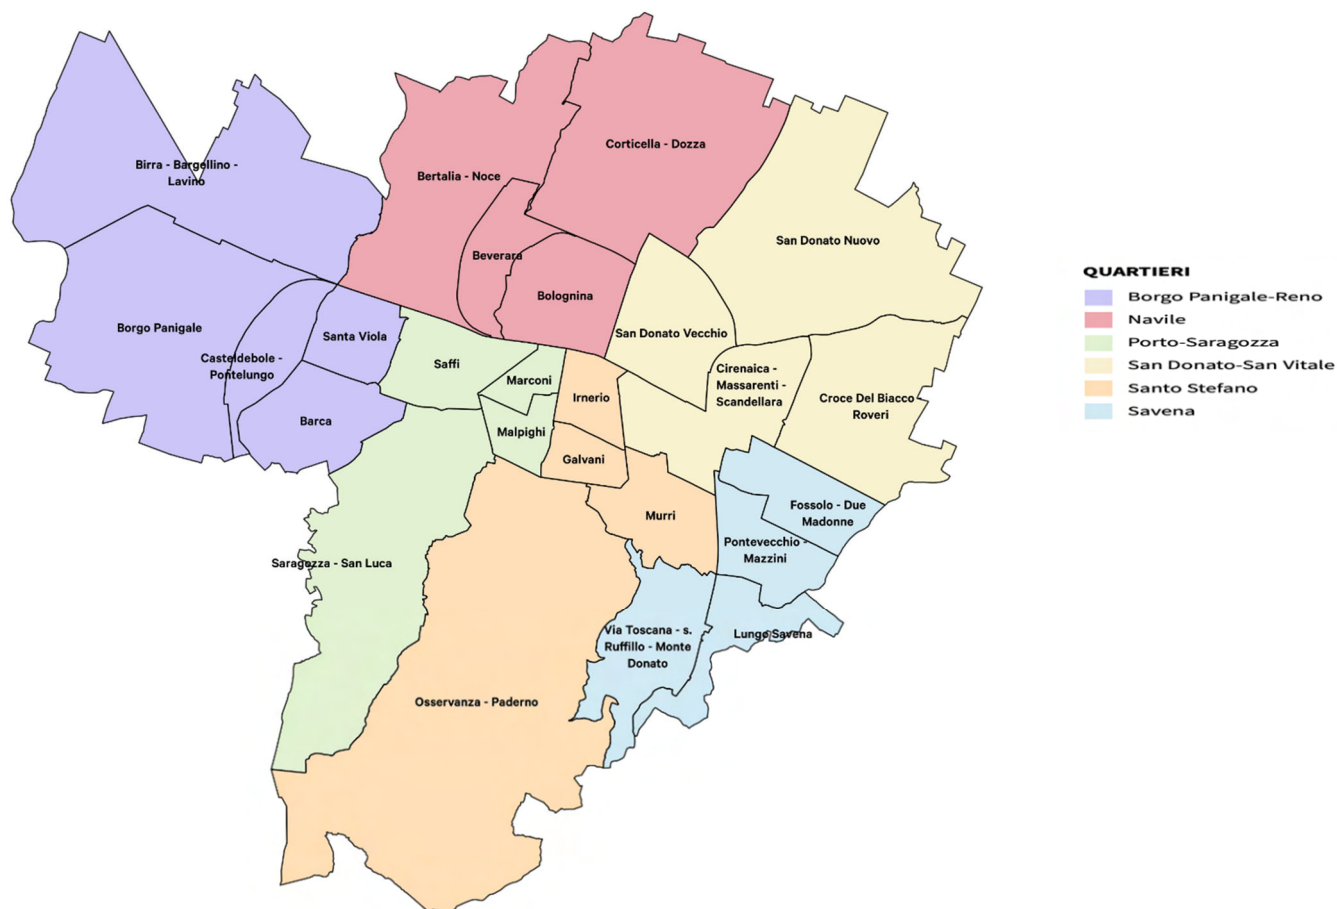 Corticella - Dozza
Birra - Bargellino -
Lavino
Bertalia - Noce
San Donato Nuovo
Beverara
Bolognina
Borgo Panigale
Santa Viola
San Donato Vecchio
Casteldebole -
Pontelungo
Saffi
Marconi
Cirenaica -
Massarenti -
Scandellara
Irnerio
Croce Del Biacco
Roveri
Barca
Malpighi
Galvani
Murri
Fossolo - Due
Madonne
Pontevecchio -
Mazzini
Saragozza - San Luca
Via Toscana - s.
Ruffillo - Monte
Donato
Lungo Savena
Osservanza - Paderno
QUARTIERI
Borgo Panigale-Reno
Navile
Porto-Saragozza
San Donato-San Vitale
Santo Stefano
Savena